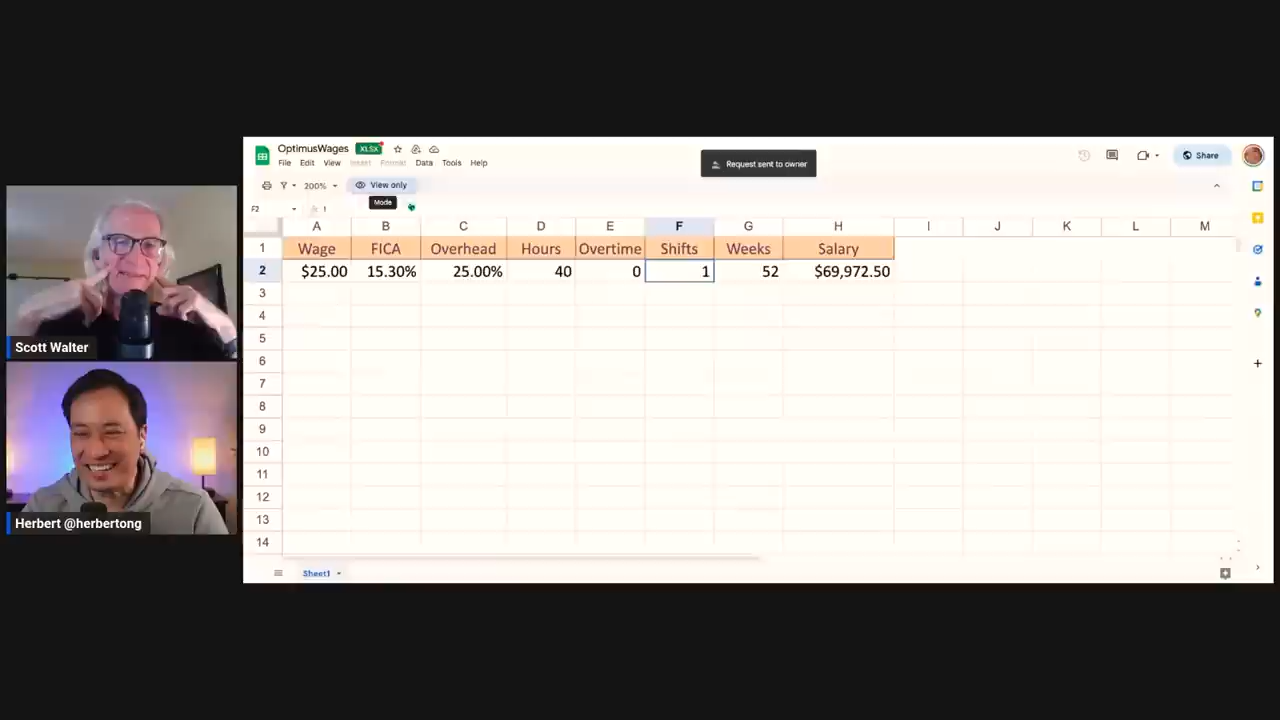 OptimusWages XLSX
File Edit View Insert Format Data Tools Help
Request sent to owner
Share
200% View only
Mode
F2 fx 1
A B C D E F G H I J K L M
1 Wage FICA Overhead Hours Overtime Shifts Weeks Salary
2 $25.00 15.30% 25.00% 40 0 1 52 $69,972.50
3
4
5
6
7
8
9
10
11
12
13
14
Sheet1
Scott Walter
Herbert @herbertong